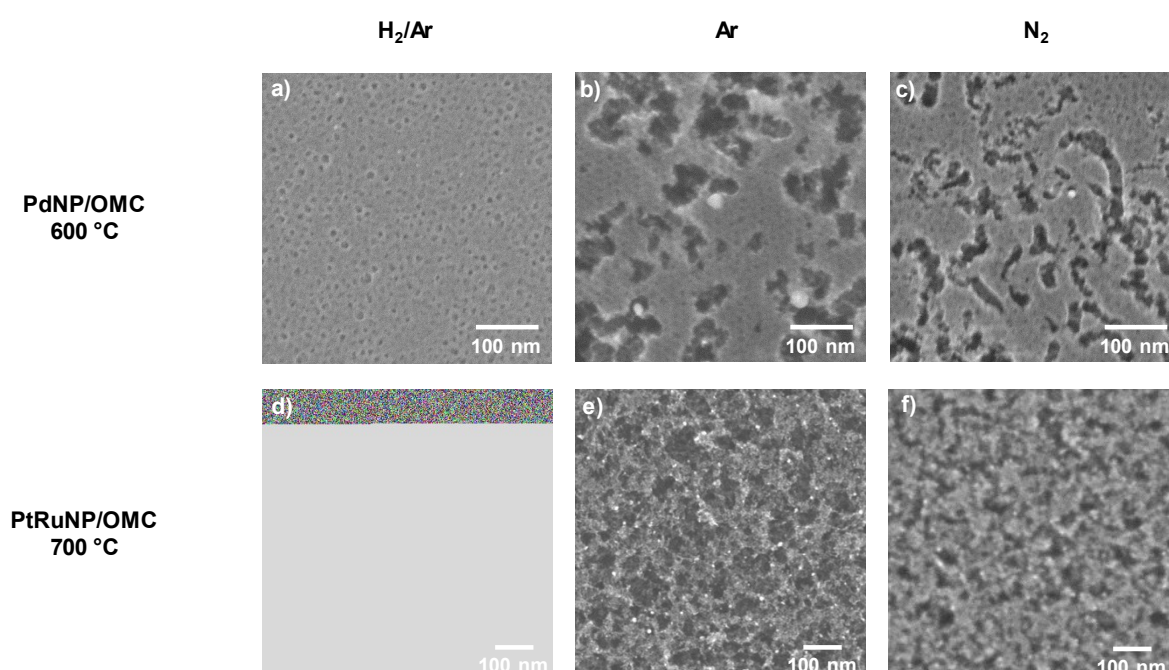 H₂/Ar
Ar
N₂
PdNP/OMC
600 °C
a)
b)
c)
100 nm
100 nm
100 nm
PtRuNP/OMC
700 °C
d)
e)
f)
100 nm
100 nm
100 nm